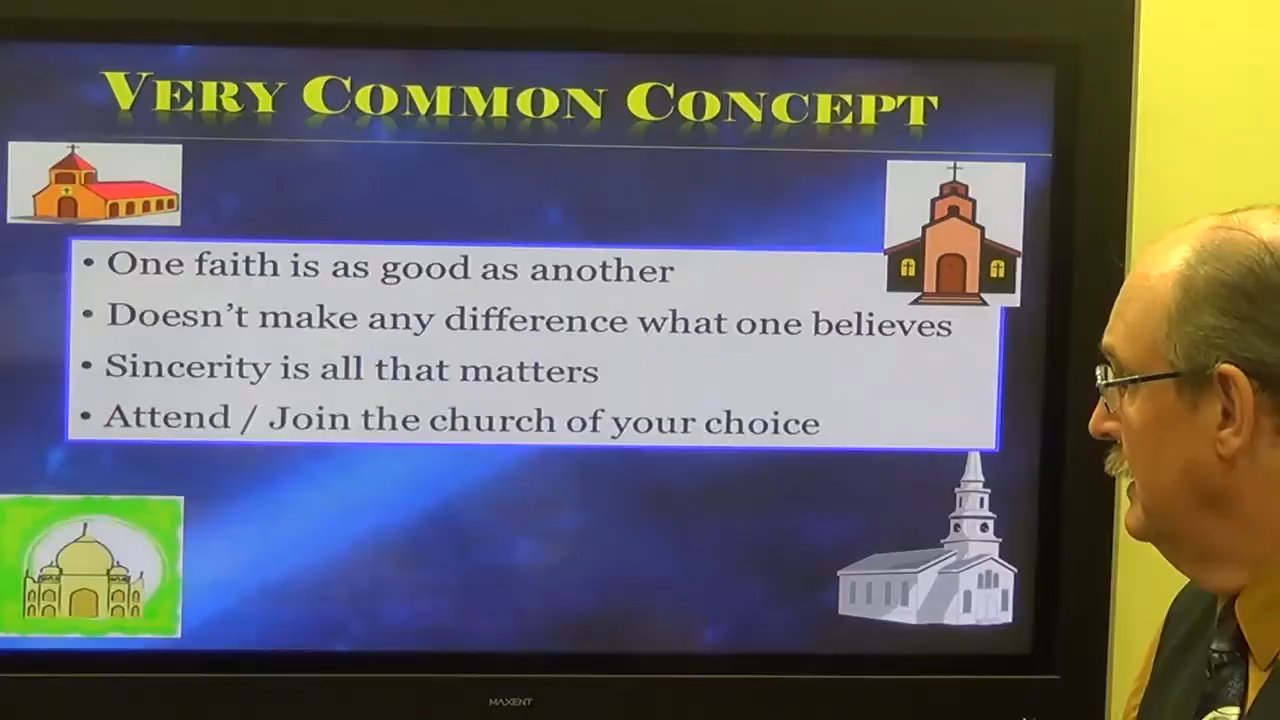 VERY COMMON CONCEPT
• One faith is as good as another
• Doesn't make any difference what one believes
• Sincerity is all that matters
• Attend / Join the church of your choice
MAXENT